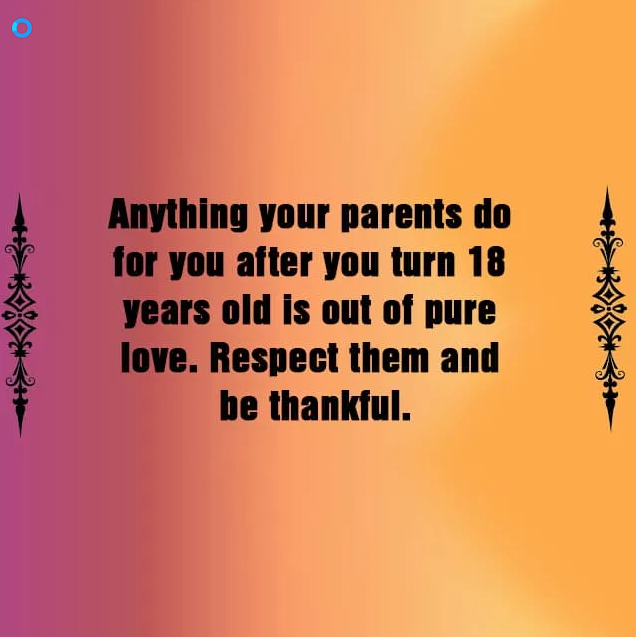 Anything your parents do
for you after you turn 18
years old is out of pure
love. Respect them and
be thankful.